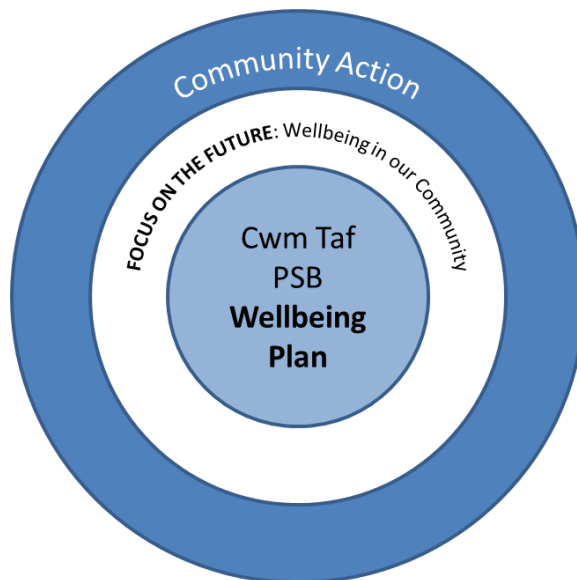 Community Action
FOCUS ON THE FUTURE: Wellbeing in our Community
Cwm Taf
PSB
Wellbeing
Plan